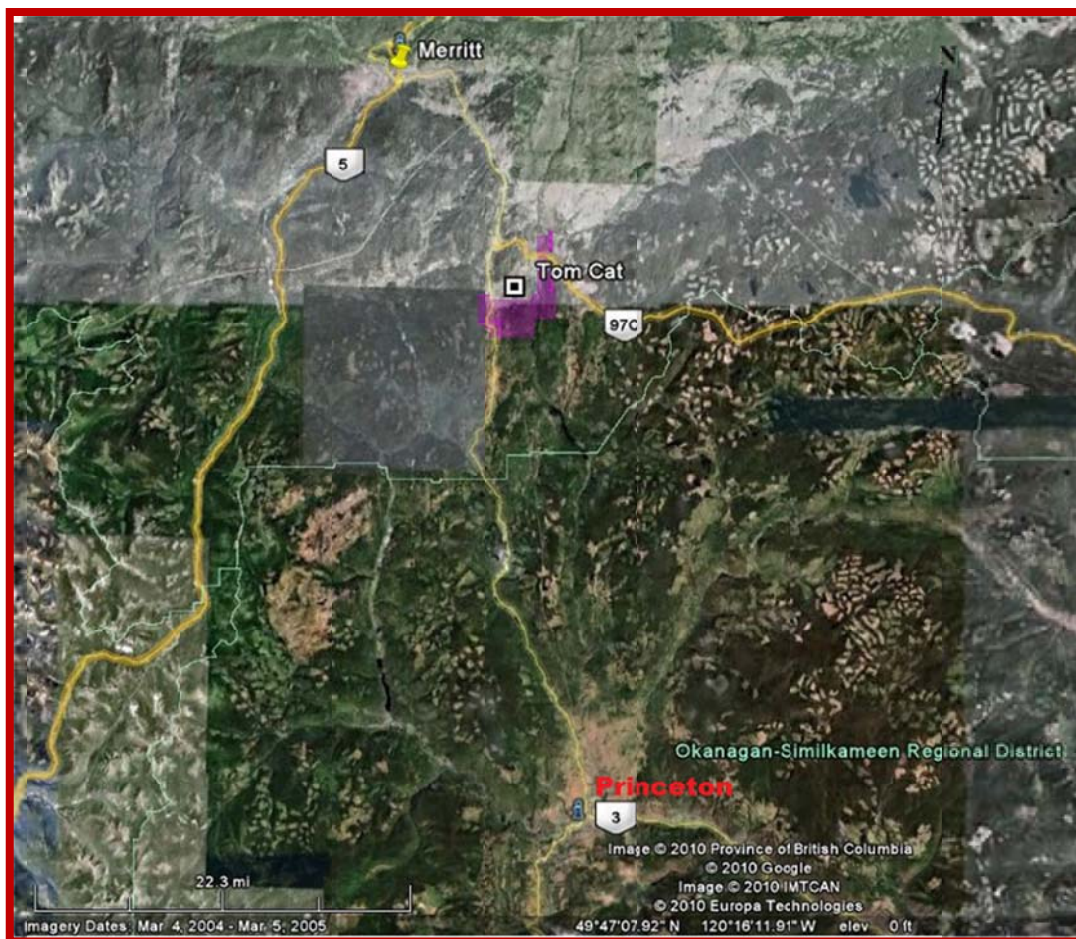 Merritt
N
5
Tom Cat
97C
Okanagan-Similkameen Regional District
Princeton
3
Image © 2010 Province of British Columbia
© 2010 Google
Image © 2010 IMTCAN
© 2010 Europa Technologies
22.3 mi
Imagery Dates: Mar 4, 2004 - Mar 5, 2005
49°47'07.92" N 120°16'11.91" W elev 0 ft